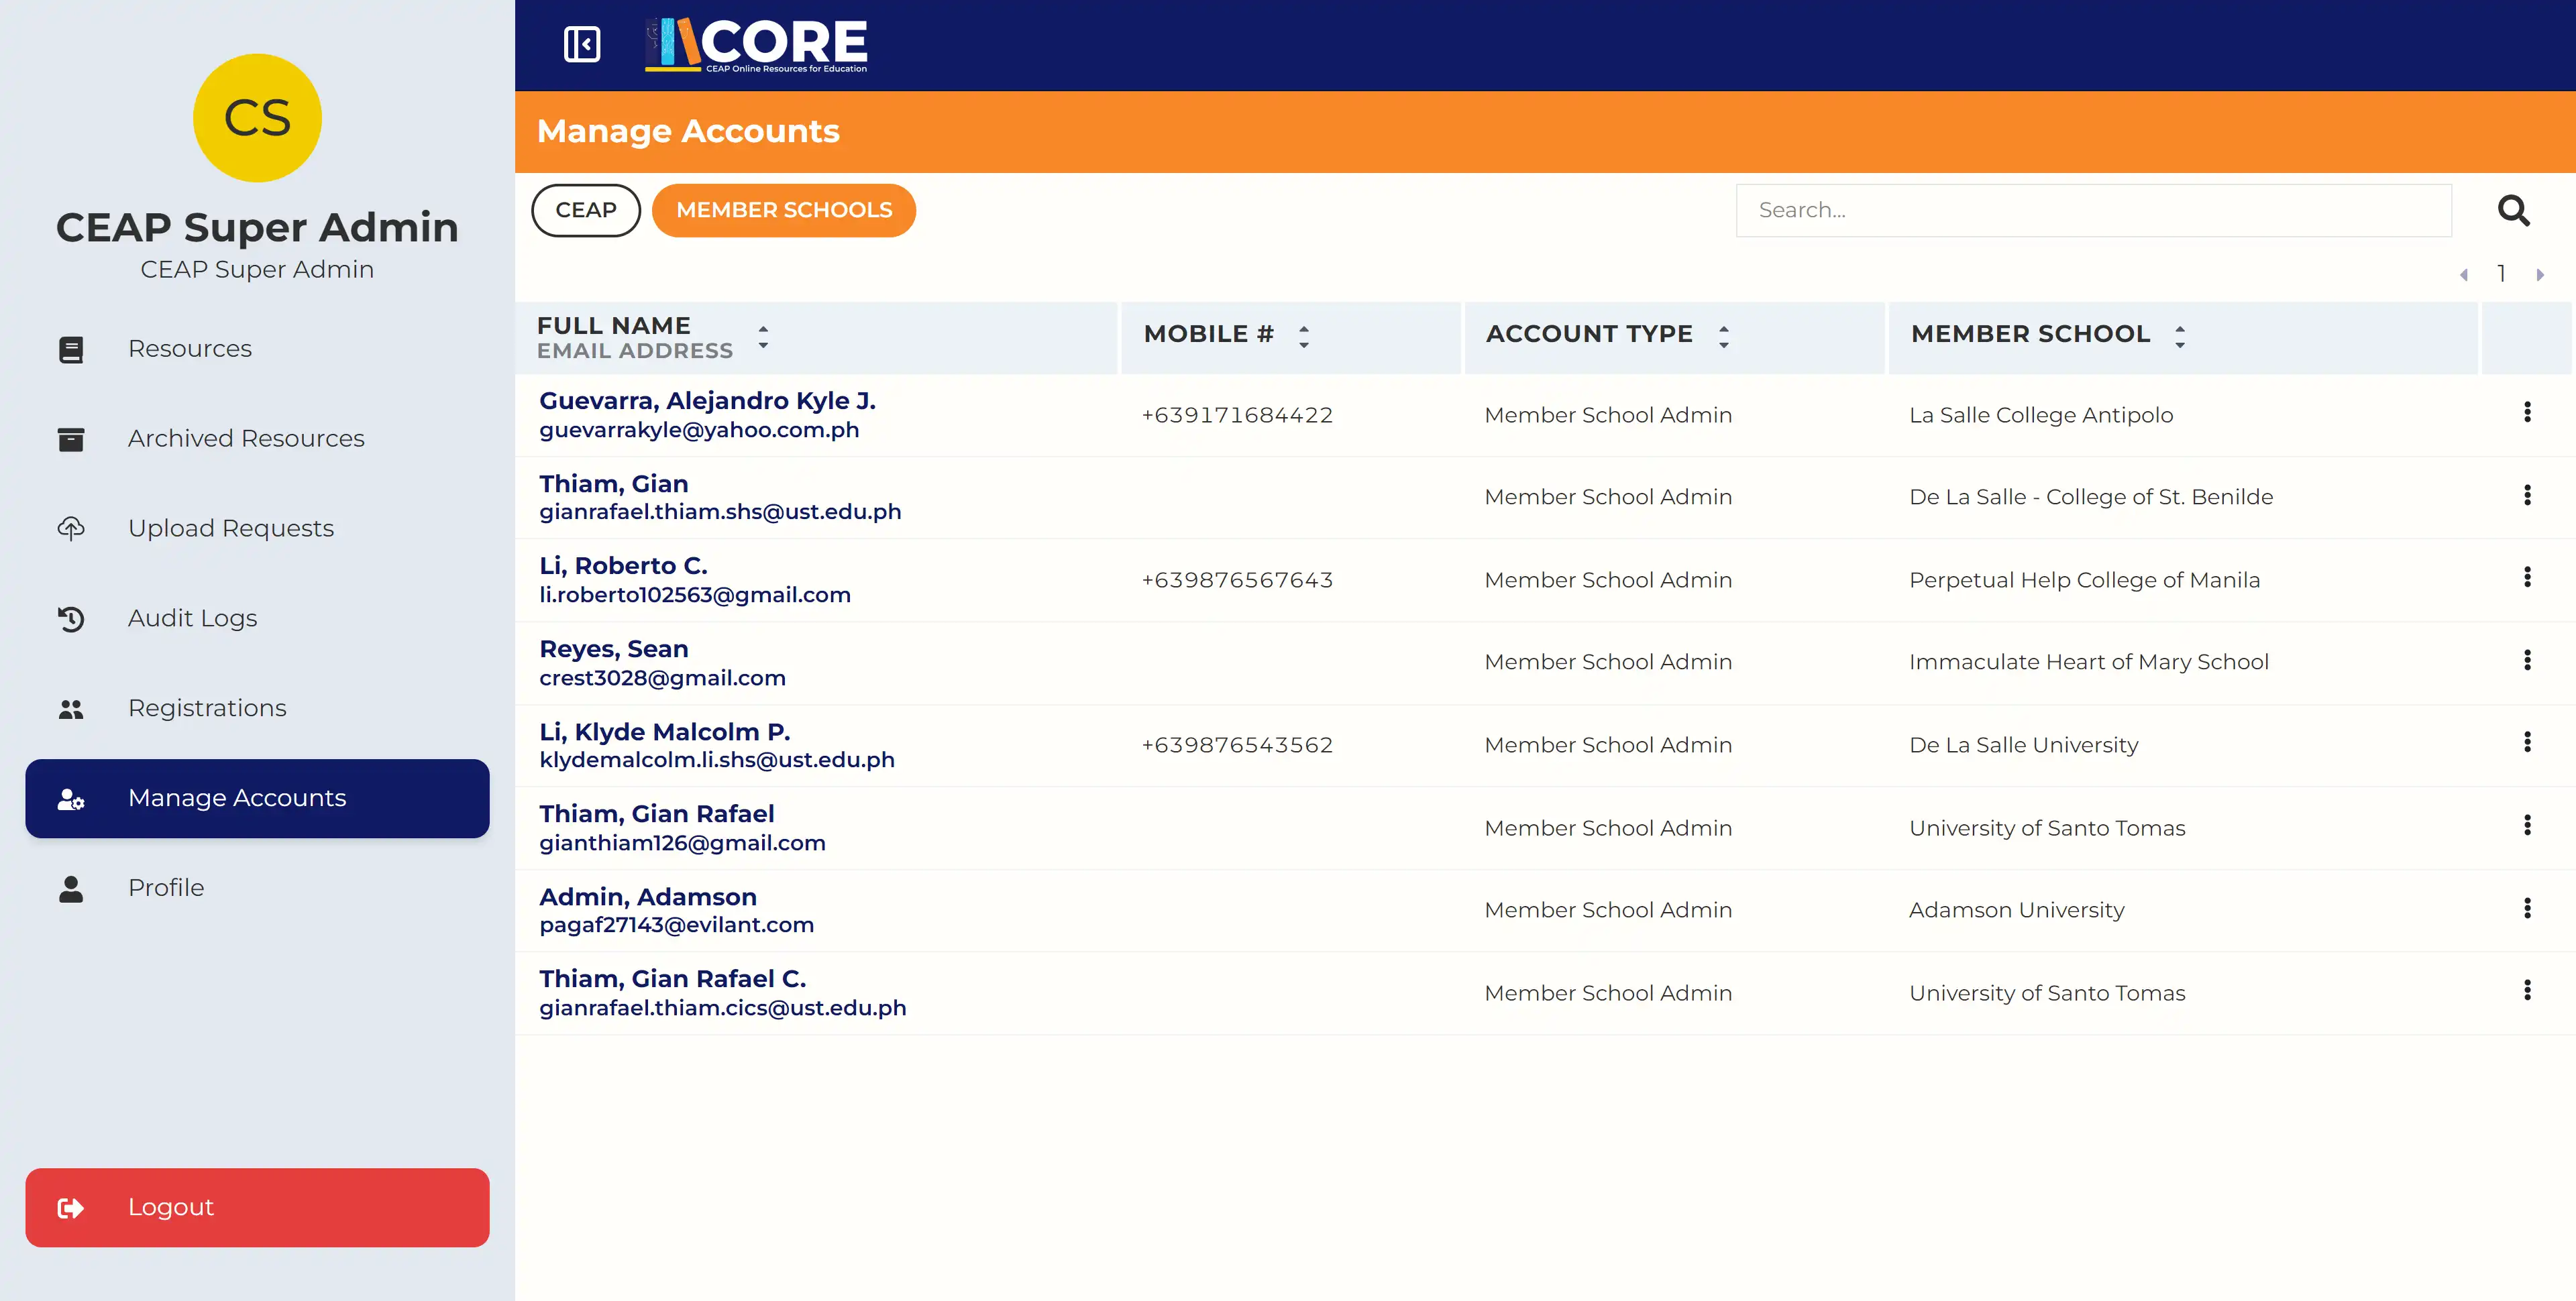 CS
CEAP Super Admin
CEAP Super Admin
Resources
Archived Resources
Upload Requests
Audit Logs
Registrations
Manage Accounts
Profile
Logout
CORE
CEAP Online Resources for Education
Manage Accounts
CEAP MEMBER SCHOOLS Search...
1
FULL NAME MOBILE # ACCOUNT TYPE MEMBER SCHOOL
EMAIL ADDRESS
Guevarra, Alejandro Kyle J.
guevarrakyle@yahoo.com.ph
+639171684422 Member School Admin La Salle College Antipolo
Thiam, Gian
gianrafael.thiam.shs@ust.edu.ph
Member School Admin De La Salle - College of St. Benilde
Li, Roberto C.
li.roberto102563@gmail.com
+639876567643 Member School Admin Perpetual Help College of Manila
Reyes, Sean
crest3028@gmail.com
Member School Admin Immaculate Heart of Mary School
Li, Klyde Malcolm P.
klydemalcolm.li.shs@ust.edu.ph
+639876543562 Member School Admin De La Salle University
Thiam, Gian Rafael
gianthiam126@gmail.com
Member School Admin University of Santo Tomas
Admin, Adamson
pagaf27143@evilant.com
Member School Admin Adamson University
Thiam, Gian Rafael C.
gianrafael.thiam.cics@ust.edu.ph
Member School Admin University of Santo Tomas